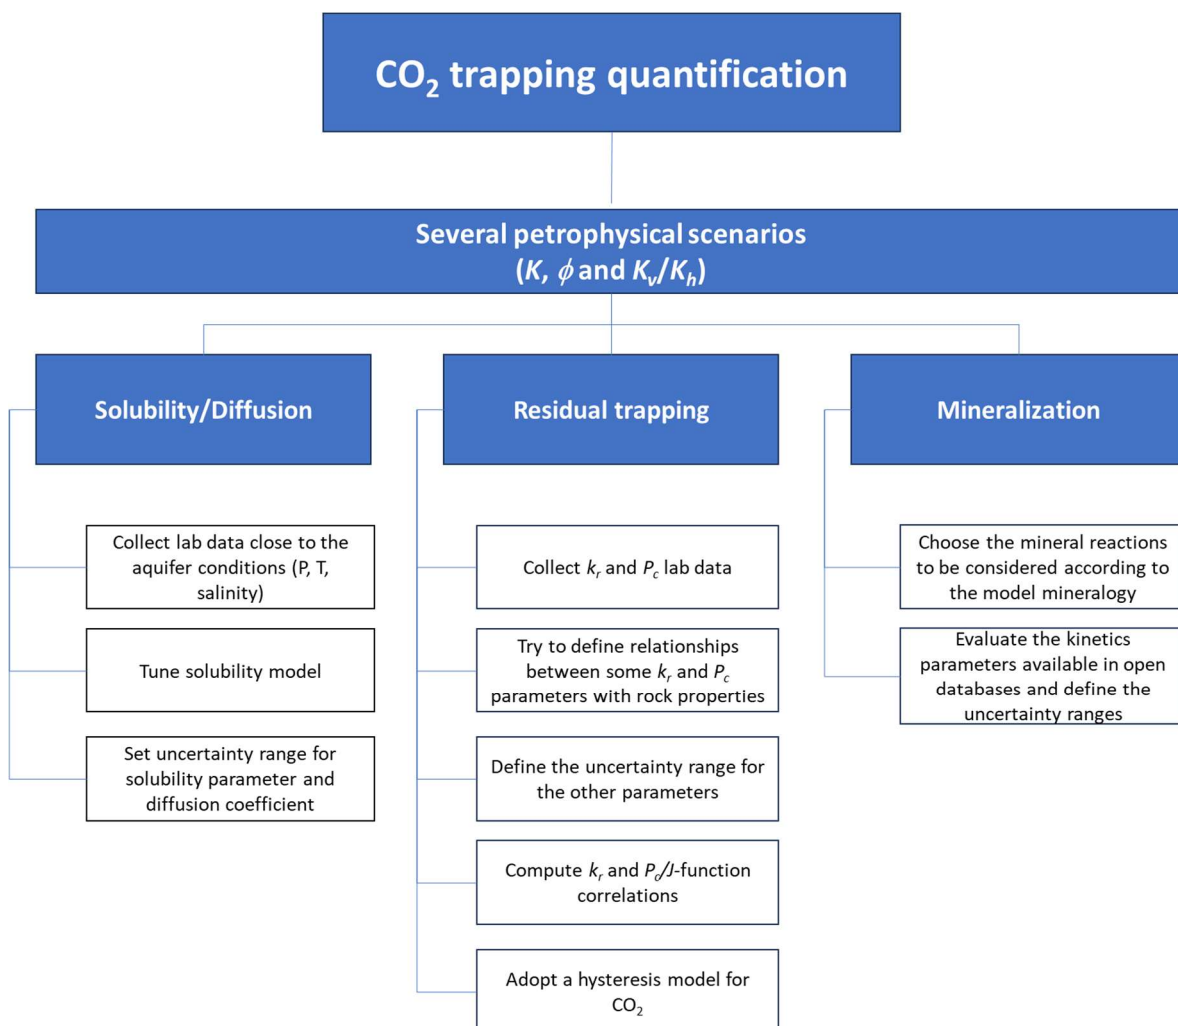 CO₂ trapping quantification
Several petrophysical scenarios
(K, ϕ and Kᵥ/Kₕ)
Solubility/Diffusion
Collect lab data close to the
aquifer conditions (P, T,
salinity)
Tune solubility model
Set uncertainty range for
solubility parameter and
diffusion coefficient
Residual trapping
Collect kᵣ and P_c lab data
Try to define relationships
between some kᵣ and P_c
parameters with rock properties
Define the uncertainty range for
the other parameters
Compute kᵣ and P_c/J-function
correlations
Adopt a hysteresis model for
CO₂
Mineralization
Choose the mineral reactions
to be considered according to
the model mineralogy
Evaluate the kinetics
parameters available in open
databases and define the
uncertainty ranges